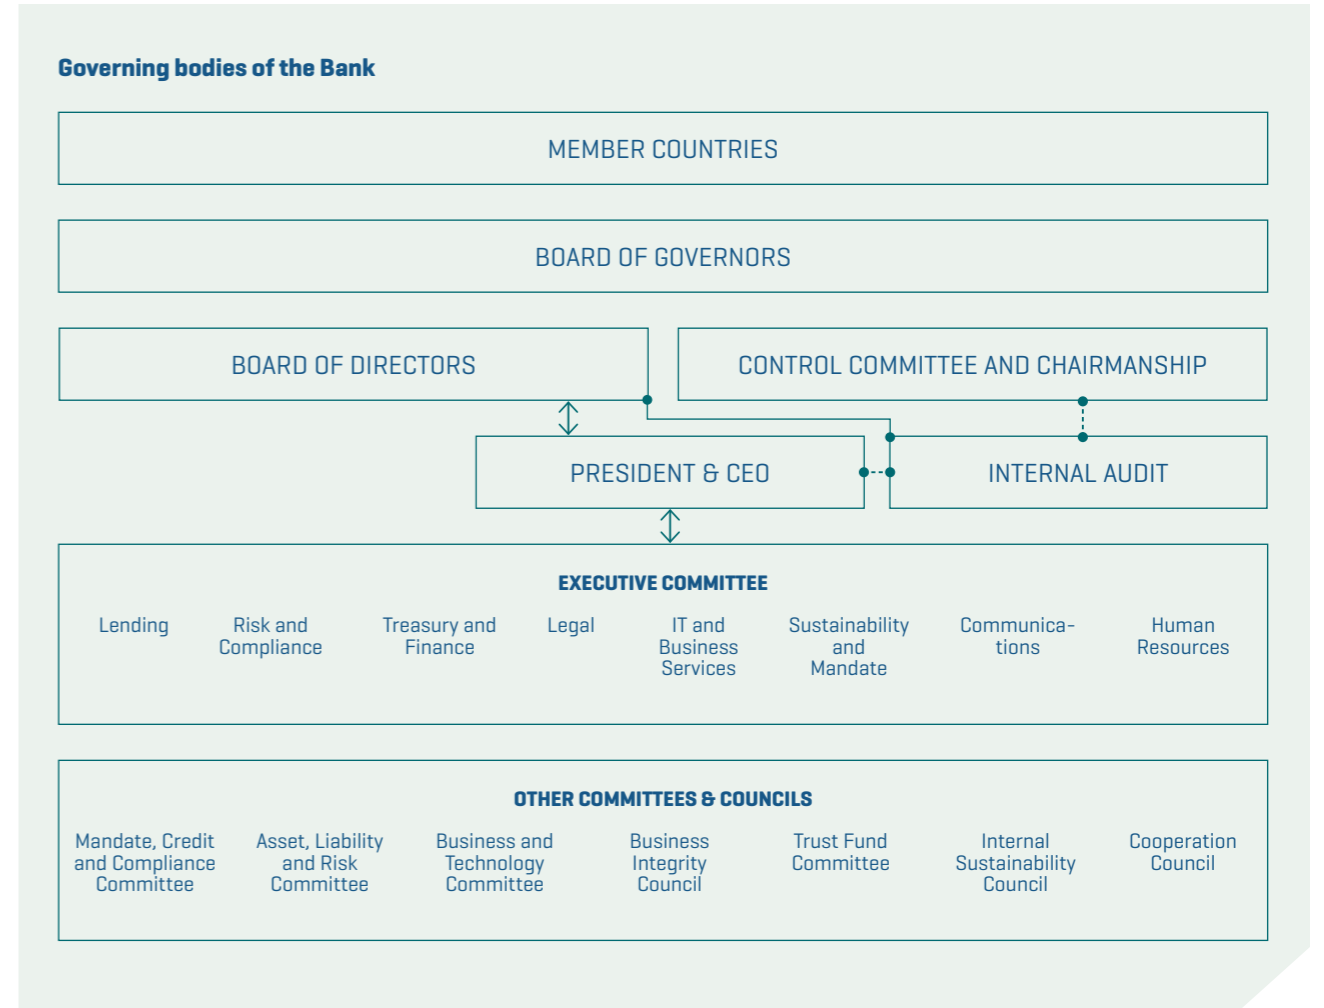 Governing bodies of the Bank
MEMBER COUNTRIES
BOARD OF GOVERNORS
BOARD OF DIRECTORS
CONTROL COMMITTEE AND CHAIRMANSHIP
PRESIDENT & CEO
INTERNAL AUDIT
EXECUTIVE COMMITTEE
Lending
Risk and
Compliance
Treasury and
Finance
Legal
IT and
Business
Services
Sustainability
and
Mandate
Communica-
tions
Human
Resources
OTHER COMMITTEES & COUNCILS
Mandate, Credit
and Compliance
Committee
Asset, Liability
and Risk
Committee
Business and
Technology
Committee
Business
Integrity
Council
Trust Fund
Committee
Internal
Sustainability
Council
Cooperation
Council